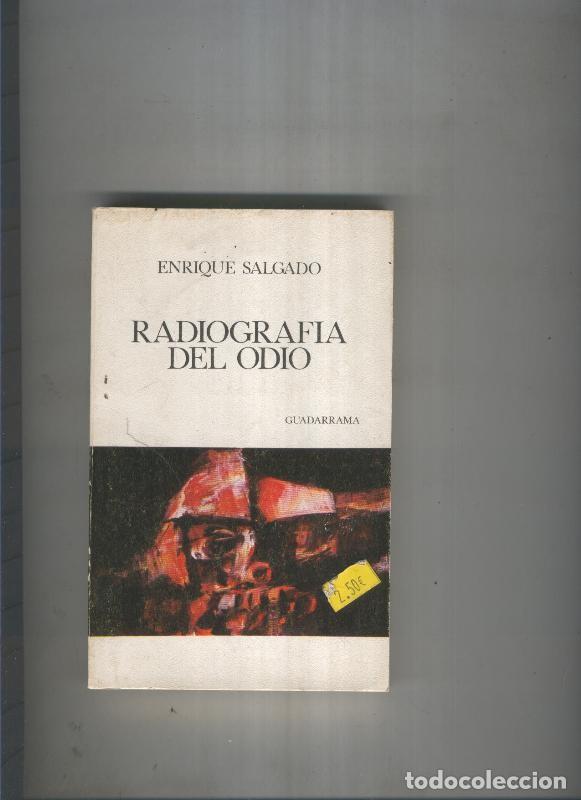 ENRIQUE SALGADO
RADIOGRAFIA
DEL ODIO
GUADARRAMA
2.50€
todocoleccion